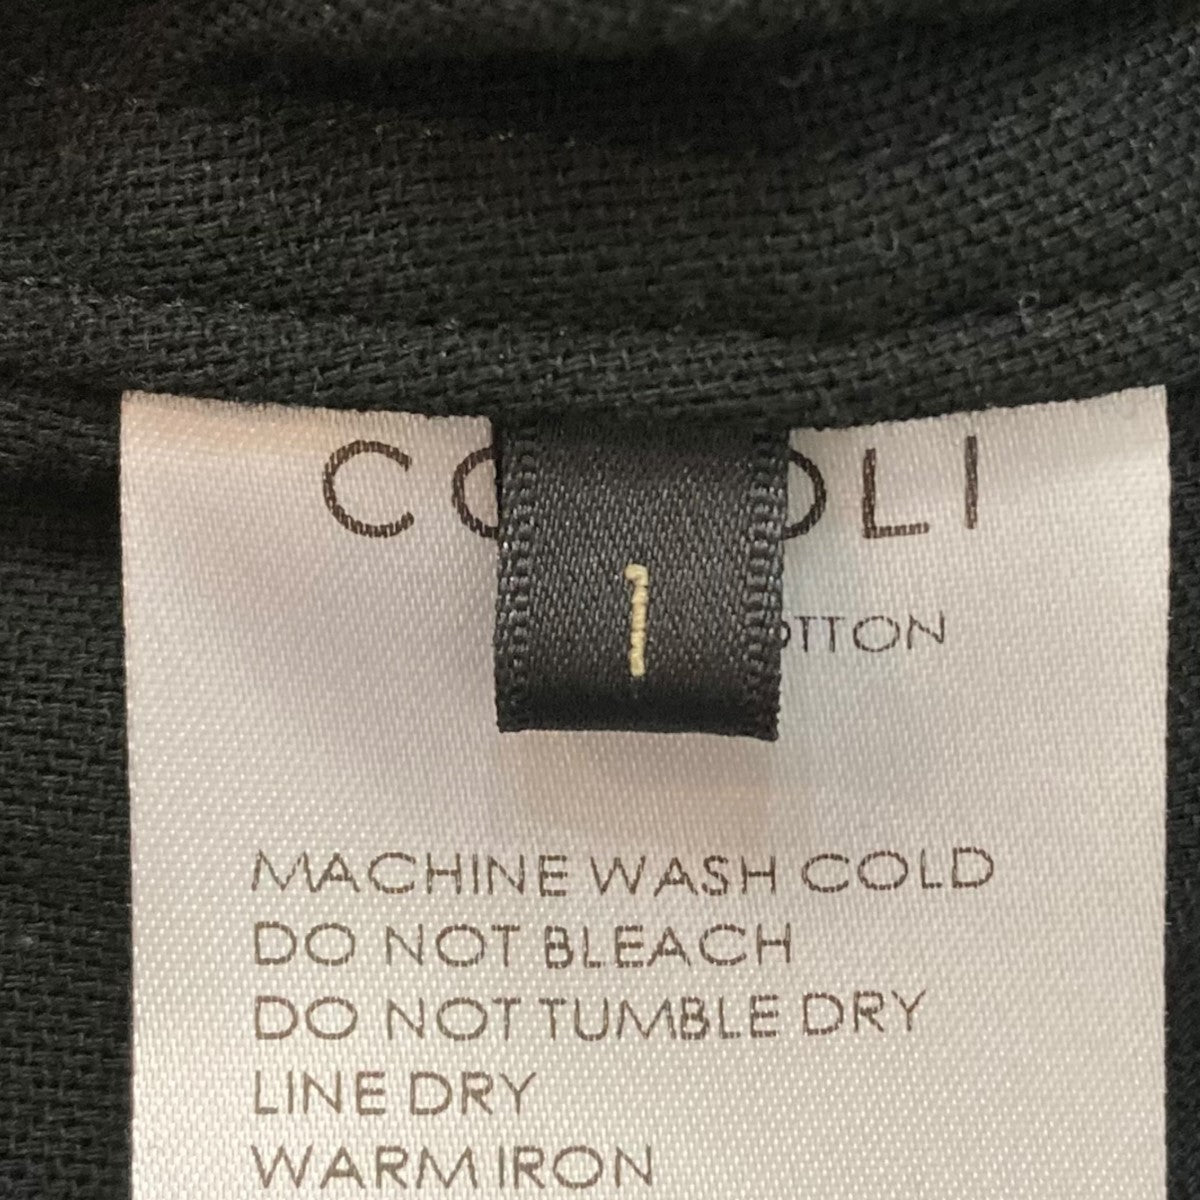 1
MACHINE WASH COLD
DO NOT BLEACH
DO NOT TUMBLE DRY
LINE DRY
WARM IRON